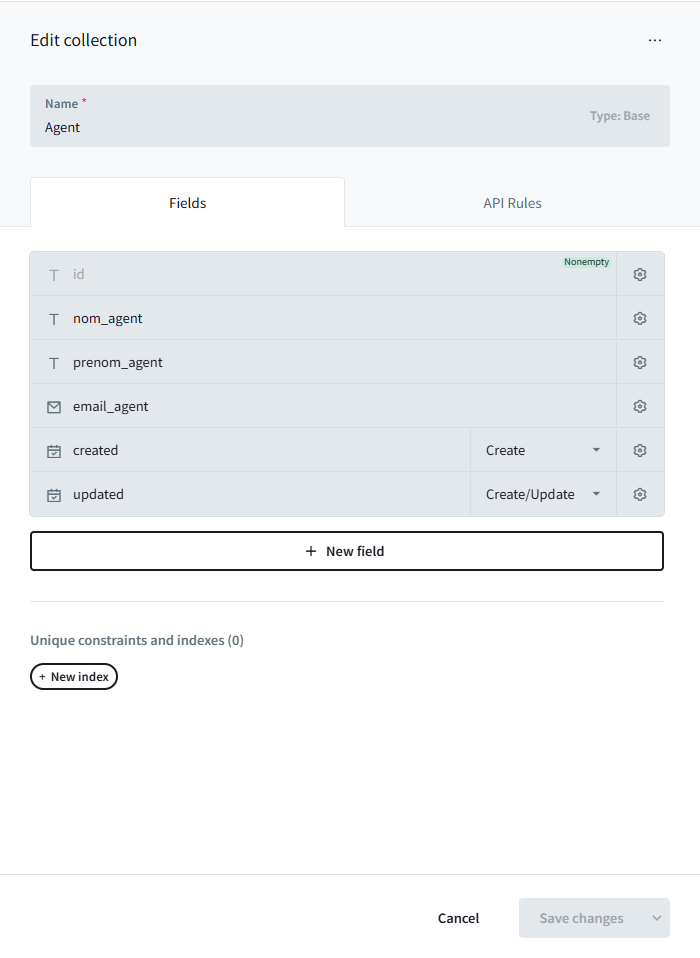 Edit collection
Name *
Agent
Type: Base
Fields
API Rules
id
Nonempty
nom_agent
prenom_agent
email_agent
created
Create
updated
Create/Update
+ New field
Unique constraints and indexes (0)
+ New index
Cancel
Save changes